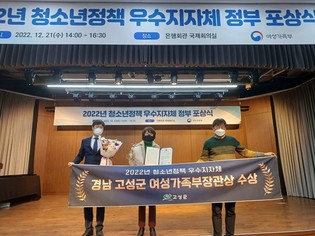 2년 청소년정책 우수지자체 정부 포상식
2022, 12. 21(수) 14:00 ~ 16:30
장소 은행회관 국제회의실
여성가족부
2022년 청소년정책 우수지자체 정부 포상식
2022년 청소년정책 우수지자체
경남 고성군 여성가족부장관상 수상
고성군